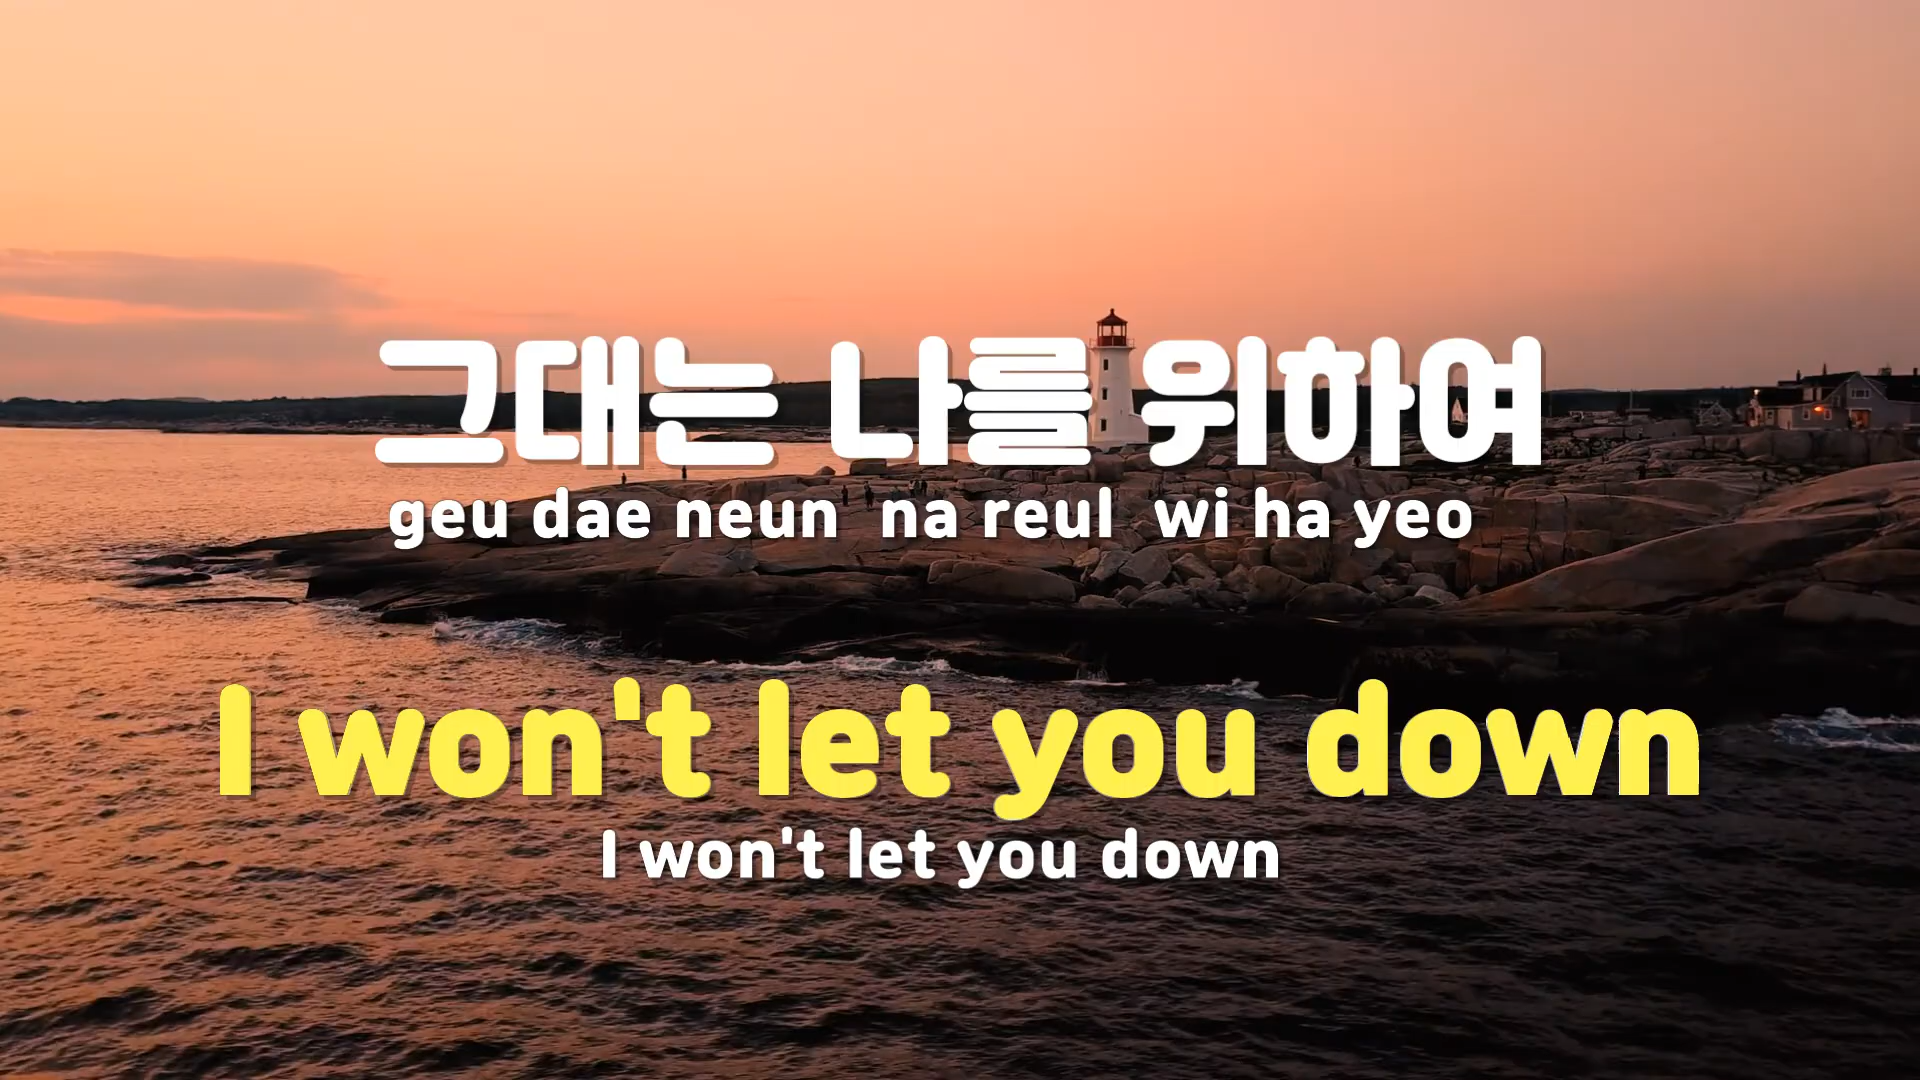 그대는 나를 위하여
geu dae neun na reul wi ha yeo
I won't let you down
I won't let you down